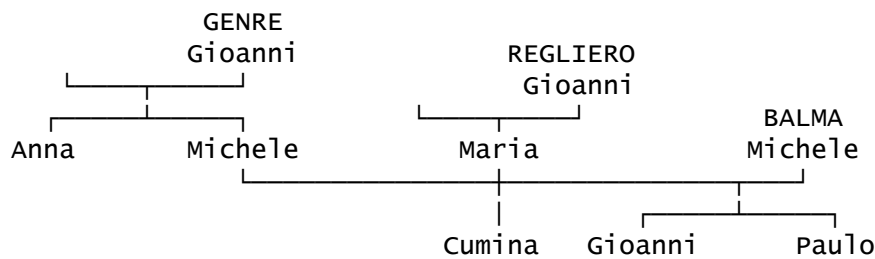 GENRE
Gioanni REGLIERO
Gioanni
BALMA
Anna Michele Maria Michele
Cumina Gioanni Paulo